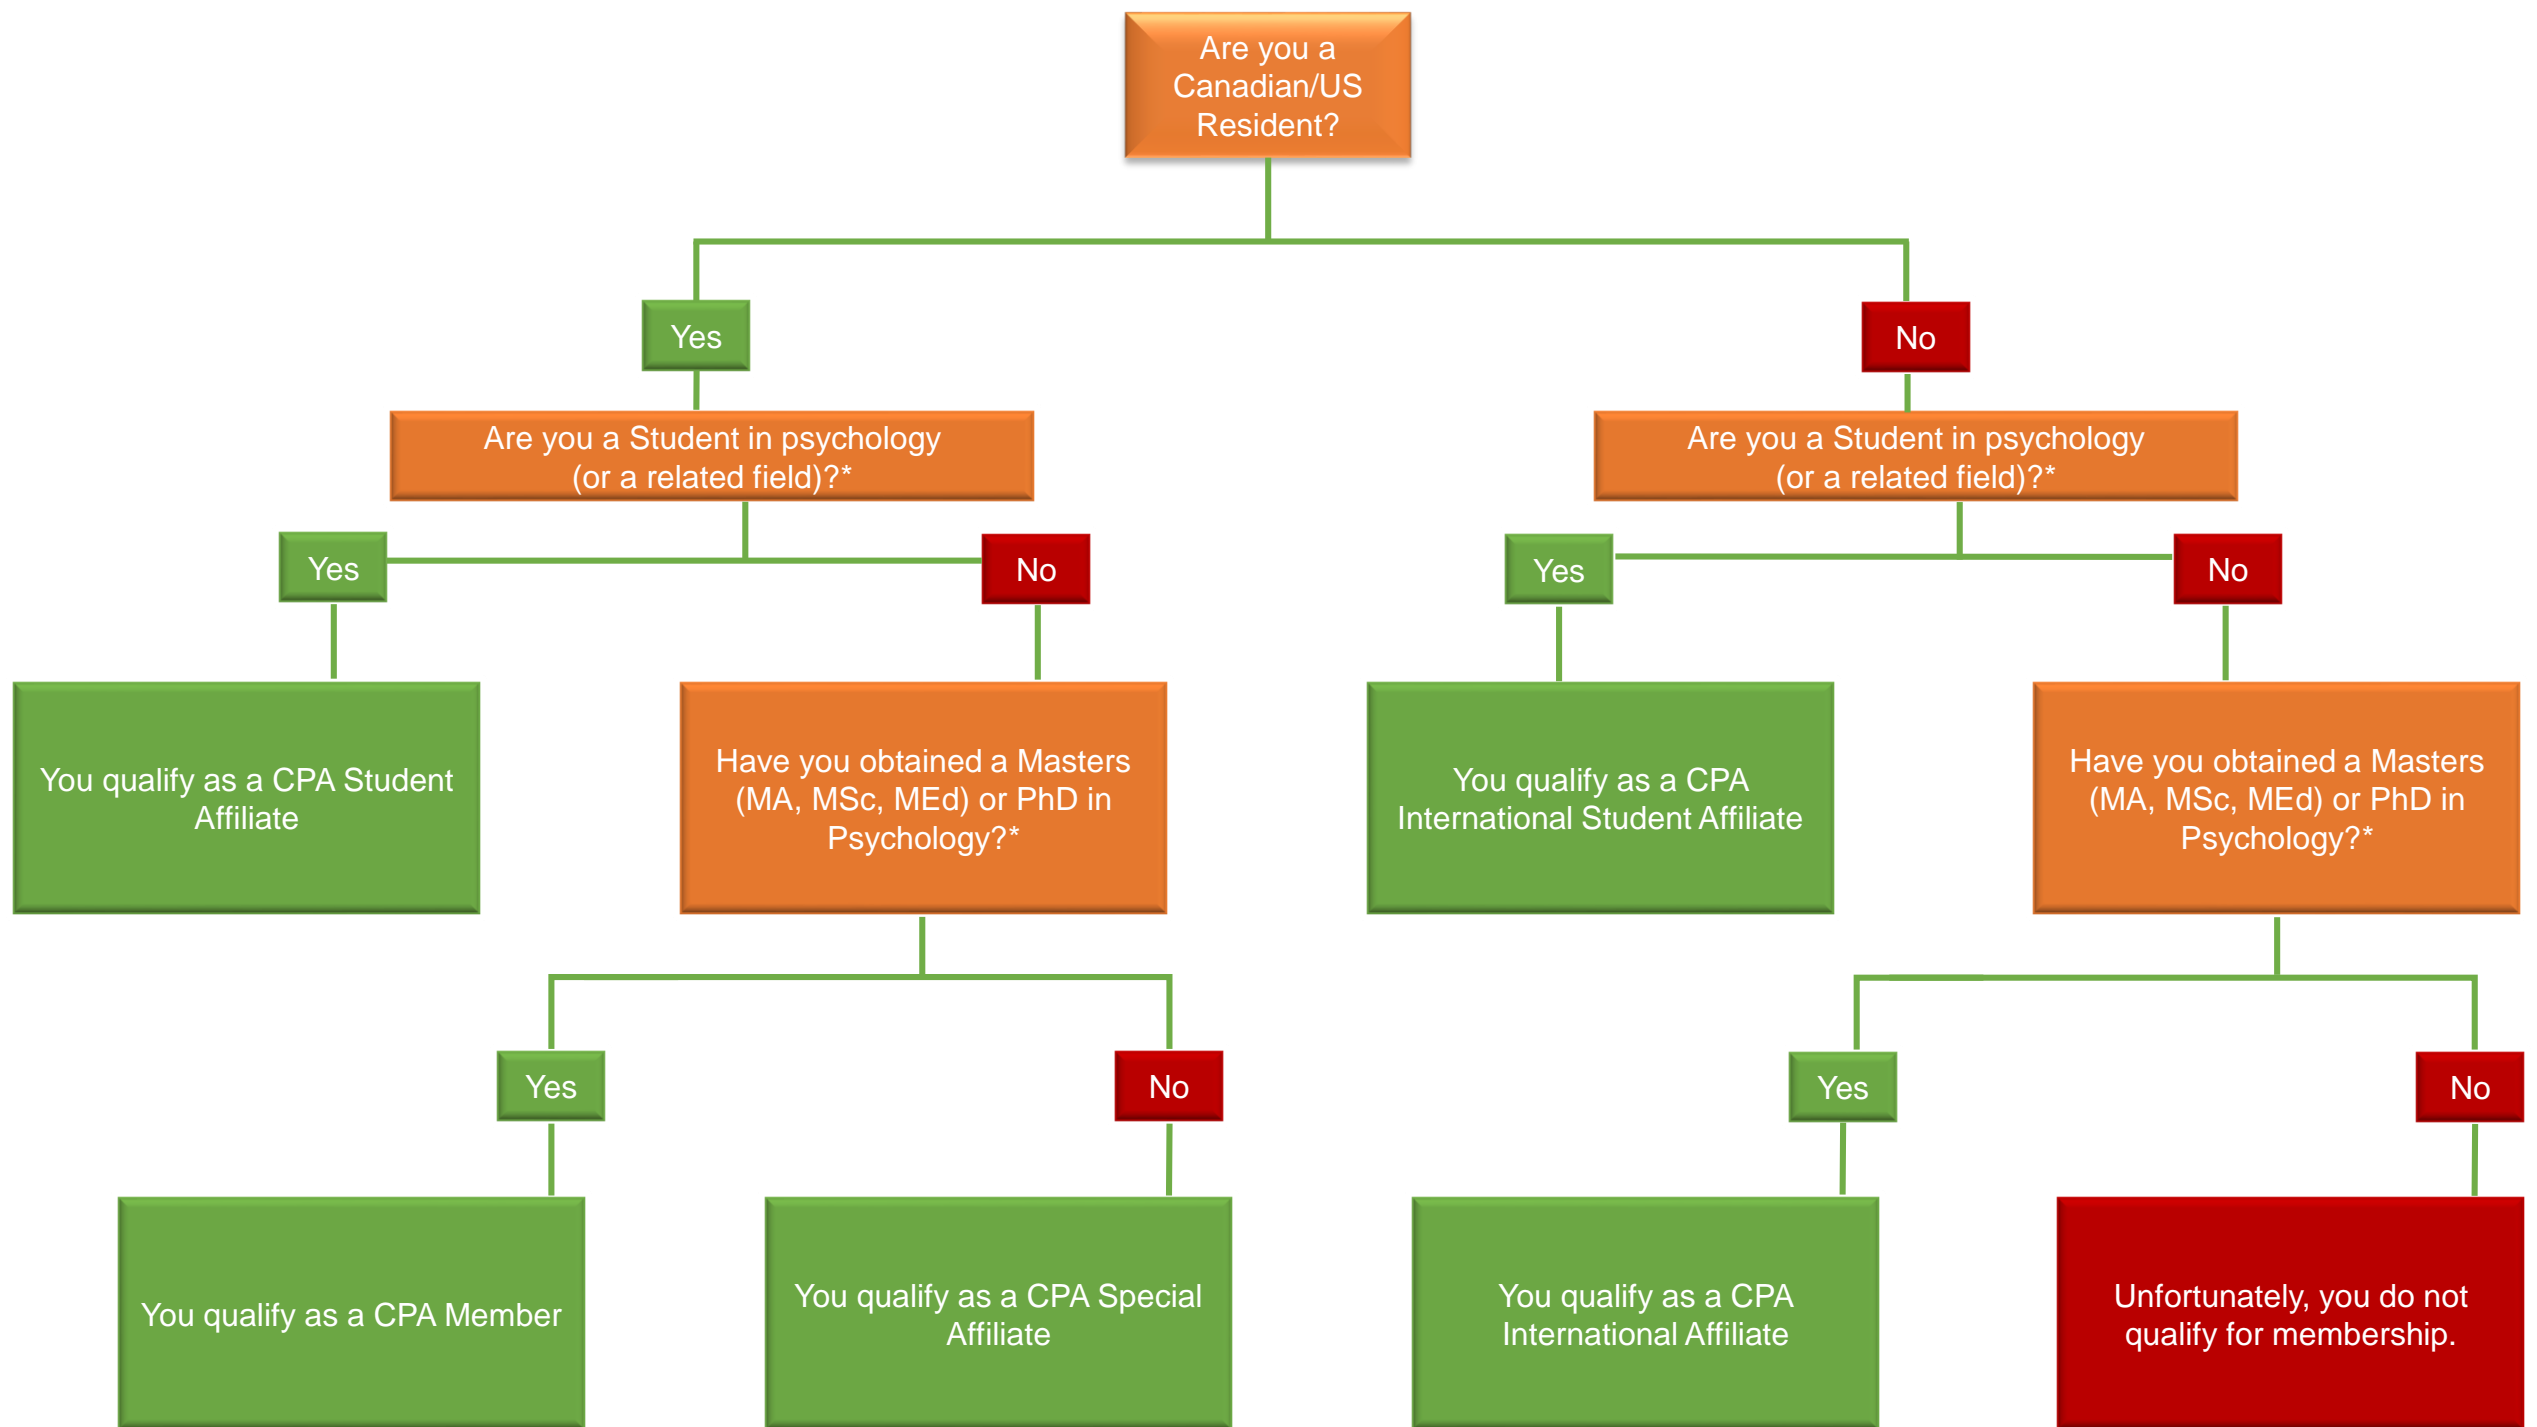 Are you a
Canadian/US
Resident?
Yes
No
Are you a Student in psychology
(or a related field)?*
Are you a Student in psychology
(or a related field)?*
Yes
No
Yes
No
You qualify as a CPA Student
Affiliate
Have you obtained a Masters
(MA, MSc, MEd) or PhD in
Psychology?*
You qualify as a CPA
International Student Affiliate
Have you obtained a Masters
(MA, MSc, MEd) or PhD in
Psychology?*
Yes
No
Yes
No
You qualify as a CPA Member
You qualify as a CPA Special
Affiliate
You qualify as a CPA
International Affiliate
Unfortunately, you do not
qualify for membership.